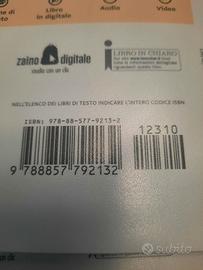 Libro
in digitale
Audio
Video
zaino digitale
studia con un clic
LIBRO IN CHIARO
NELL'ELENCO DEI LIBRI DI TESTO INDICARE L'INTERO CODICE ISBN
ISBN: 978-88-577-9213-2
12310
9 788857 792132
subito